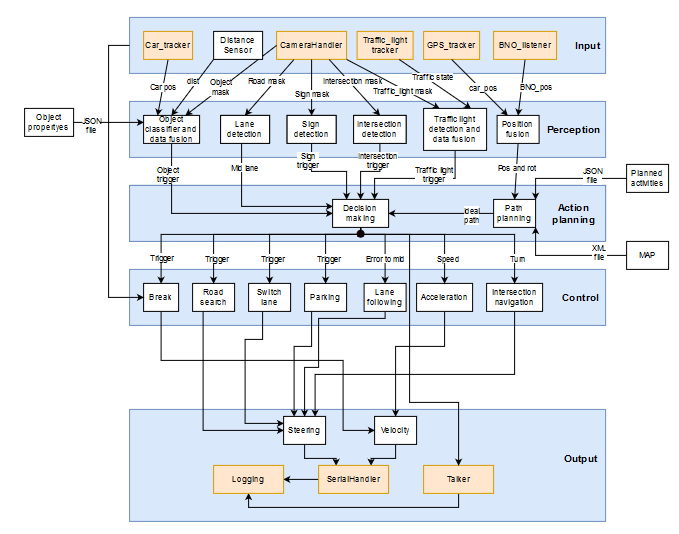 Car_tracker
Distance
Sensor
CameraHandler
Traffic_light
tracker
GPS_tracker
BNO_listener
Input
Car pos
dist
Object
mask
Road mask
Sign mask
Intersection mask
Traffic_light mask
Traffic state
car_pos
BNO_pos
Object
propertyes
JSON
file
Object
classifier and
data fusion
Lane
detection
Sign
detection
Intersection
detection
Traffic light
detection and
data fusion
Position
fusion
Perception
Object
trigger
Mid lane
Sign
trigger
Intersection
trigger
Traffic light
trigger
Pos and rot
JSON
file
Planned
activities
Decision
making
Ideal
path
Path
planning
Action
planning
XML
file
MAP
Trigger
Trigger
Trigger
Trigger
Error to mid
Speed
Turn
Break
Road
search
Switch
lane
Parking
Lane
following
Acceleration
Intersection
navigation
Control
Steering
Velocity
Output
Logging
SerialHandler
Talker